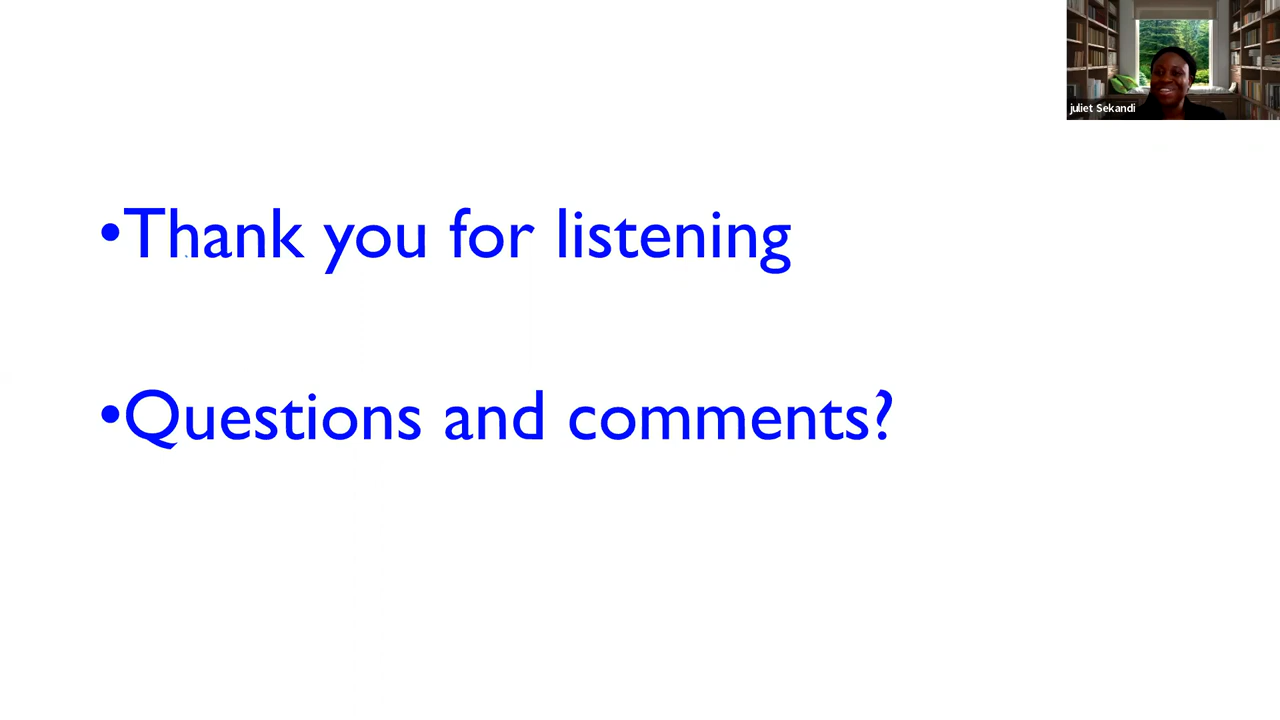 juliet Sekandi
•Thank you for listening
•Questions and comments?